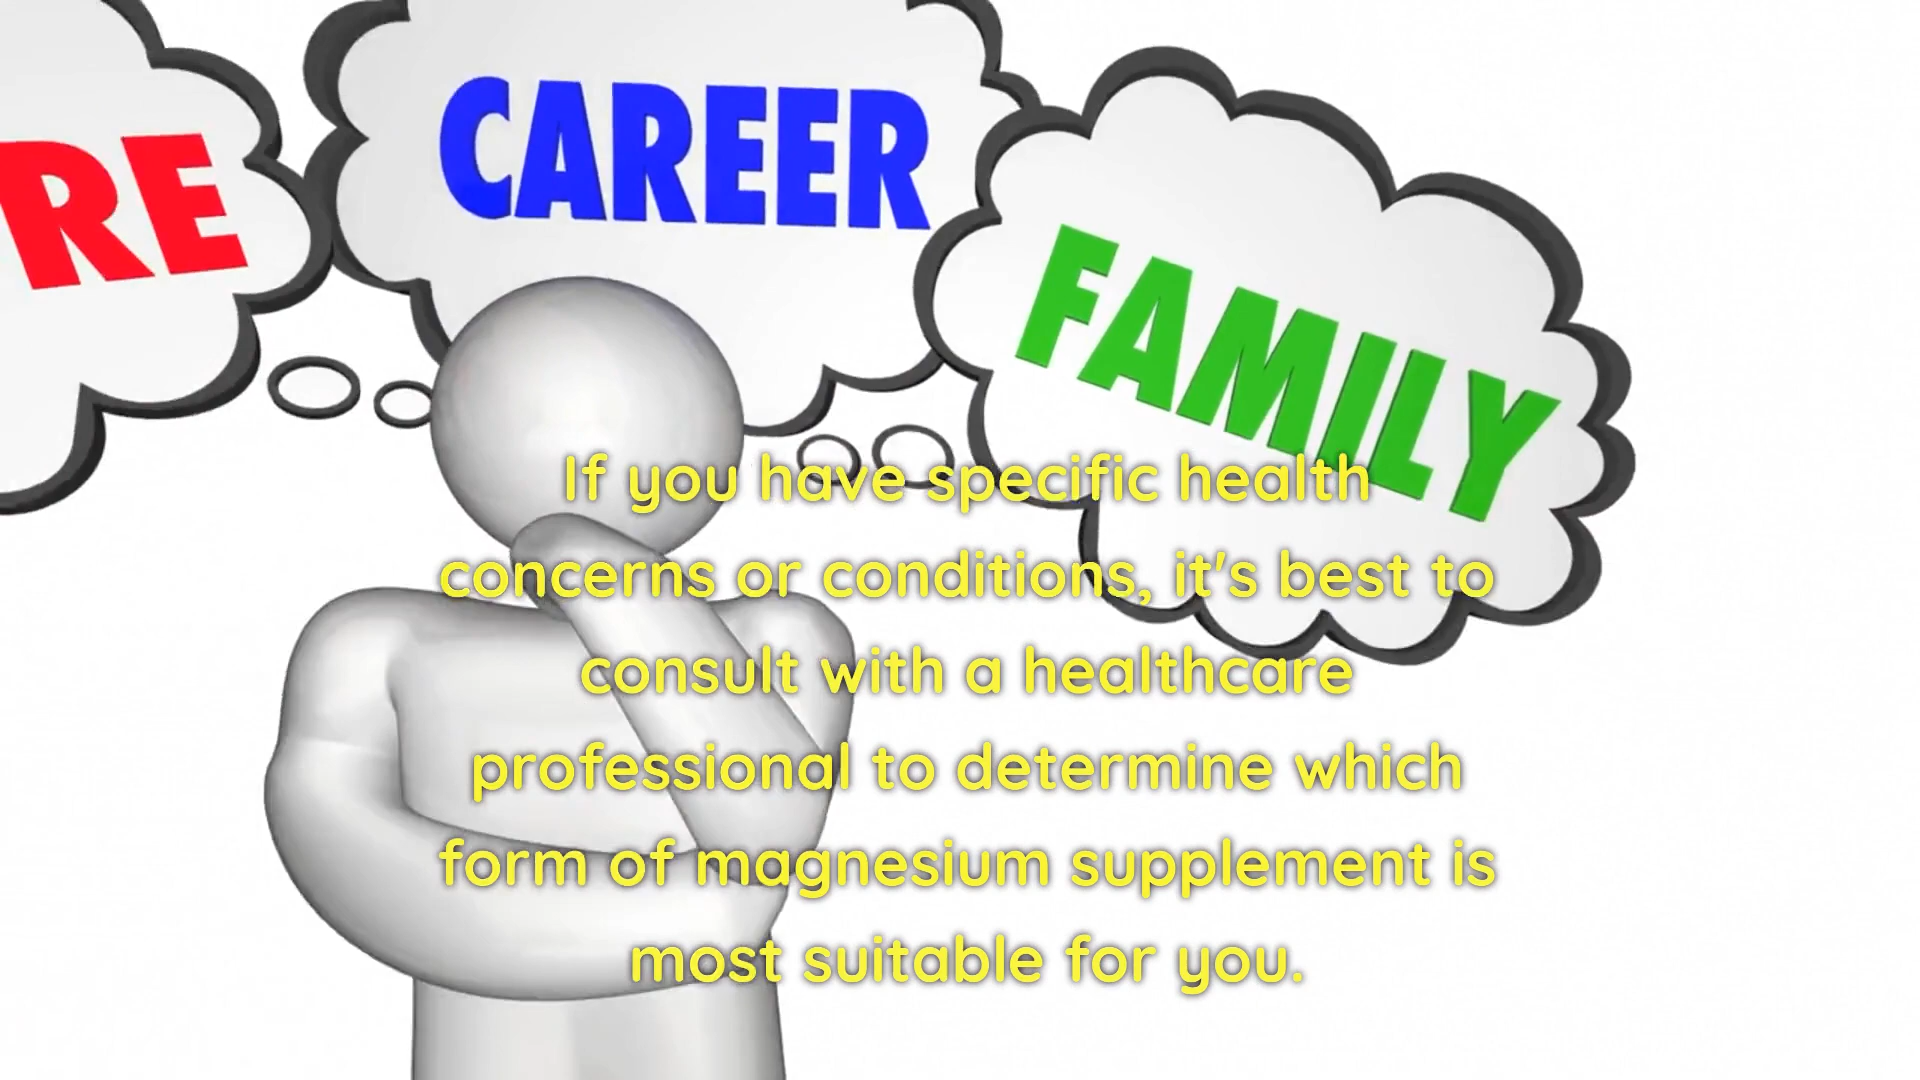 RE
CAREER
FAMILY
If you have specific health
concerns or conditions, it's best to
consult with a healthcare
professional to determine which
form of magnesium supplement is
most suitable for you.